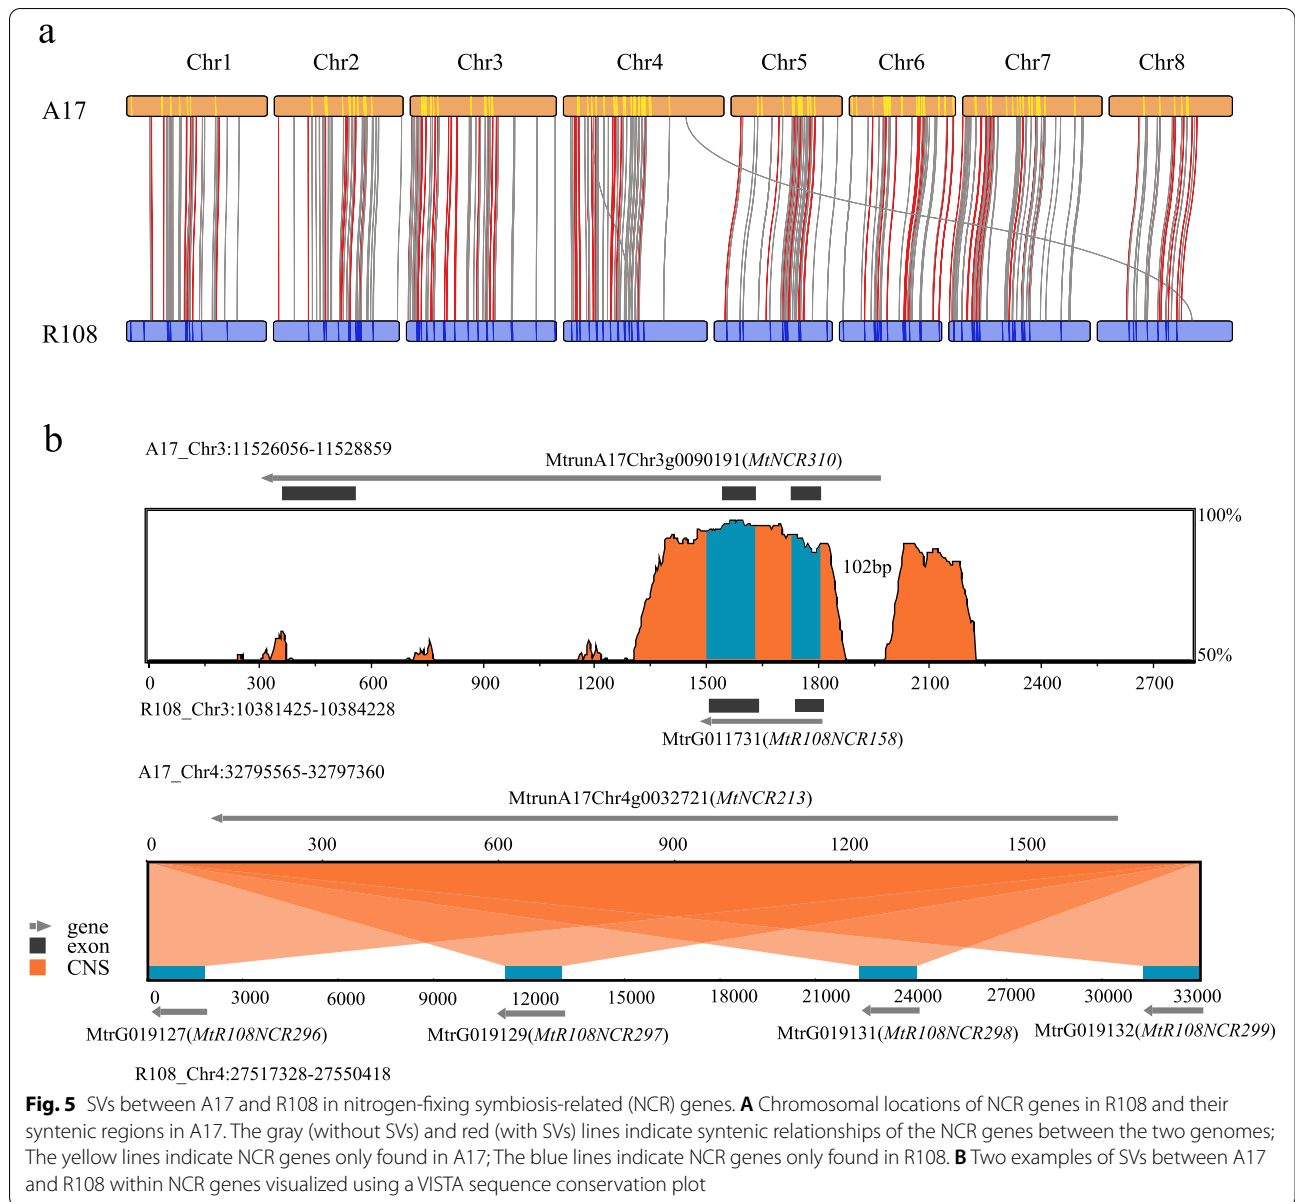 a
Chr1 Chr2 Chr3 Chr4 Chr5 Chr6 Chr7 Chr8
A17
R108
b
A17_Chr3:11526056-11528859
MtrunA17Chr3g0090191(MtNCR310)
100%
102bp
50%
0 300 600 900 1200 1500 1800 2100 2400 2700
R108_Chr3:10381425-10384228
MtrG011731(MtR108NCR158)
A17_Chr4:32795565-32797360
MtrunA17Chr4g0032721(MtNCR213)
0 300 600 900 1200 1500
gene
exon
CNS
0 3000 6000 9000 12000 15000 18000 21000 24000 27000 30000 33000
MtrG019127(MtR108NCR296) MtrG019129(MtR108NCR297) MtrG019131(MtR108NCR298) MtrG019132(MtR108NCR299)
R108_Chr4:27517328-27550418
Fig. 5 SVs between A17 and R108 in nitrogen-fixing symbiosis-related (NCR) genes. A Chromosomal locations of NCR genes in R108 and their
syntenic regions in A17. The gray (without SVs) and red (with SVs) lines indicate syntenic relationships of the NCR genes between the two genomes;
The yellow lines indicate NCR genes only found in A17; The blue lines indicate NCR genes only found in R108. B Two examples of SVs between A17
and R108 within NCR genes visualized using a VISTA sequence conservation plot